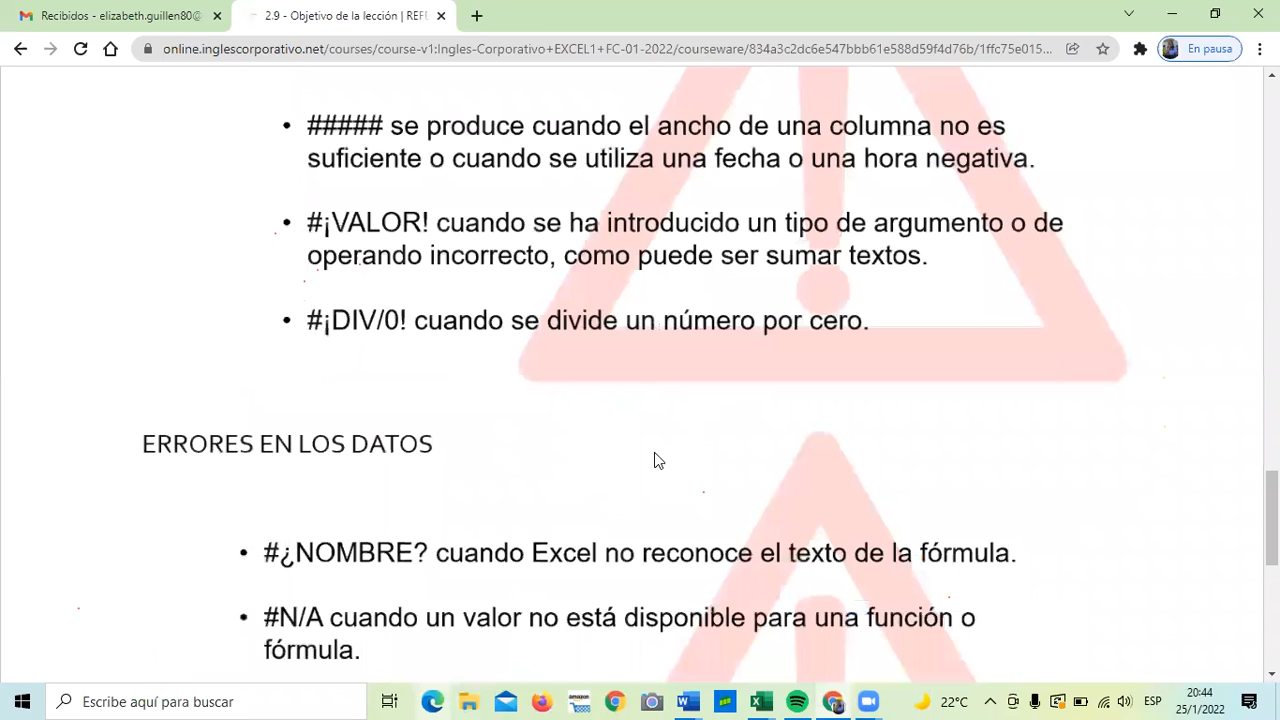 Recibidos - elizabeth.guillen80@
2.9 - Objetivo de la lección | REFE
online.inglescorporativo.net/courses/course-v1:Ingles-Corporativo+EXCEL1+FC-01-2022/courseware/834a3c2dc6e547bbb61e588d59f4d76b/1ffc75e015...
En pausa
• ##### se produce cuando el ancho de una columna no es
suficiente o cuando se utiliza una fecha o una hora negativa.
• #¡VALOR! cuando se ha introducido un tipo de argumento o de
operando incorrecto, como puede ser sumar textos.
• #¡DIV/0! cuando se divide un número por cero.
ERRORES EN LOS DATOS
• #¿NOMBRE? cuando Excel no reconoce el texto de la fórmula.
• #N/A cuando un valor no está disponible para una función o
fórmula.
Escribe aquí para buscar
22°C
ESP
20:44
25/1/2022